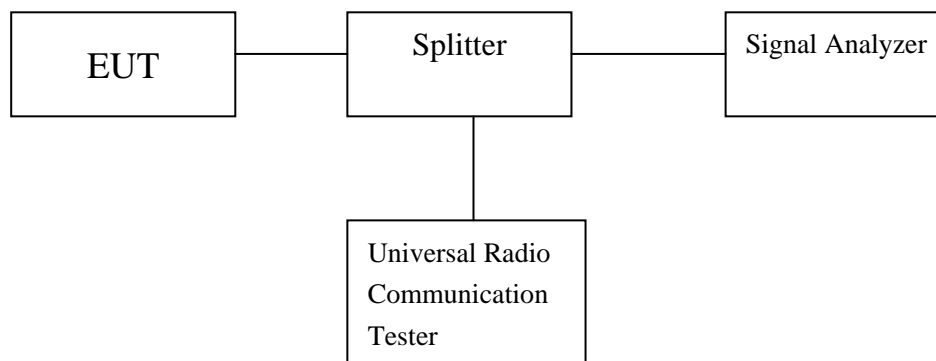 EUT
Splitter
Signal Analyzer
Universal Radio
Communication
Tester